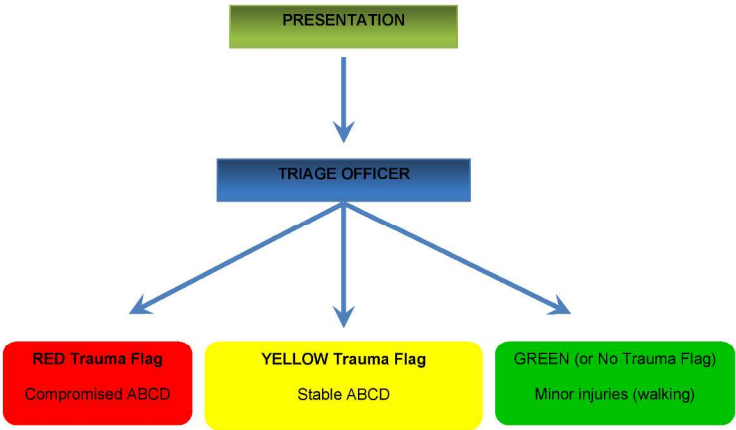 PRESENTATION
TRIAGE OFFICER
RED Trauma Flag
Compromised ABCD
YELLOW Trauma Flag
Stable ABCD
GREEN (or No Trauma Flag)
Minor injuries (walking)